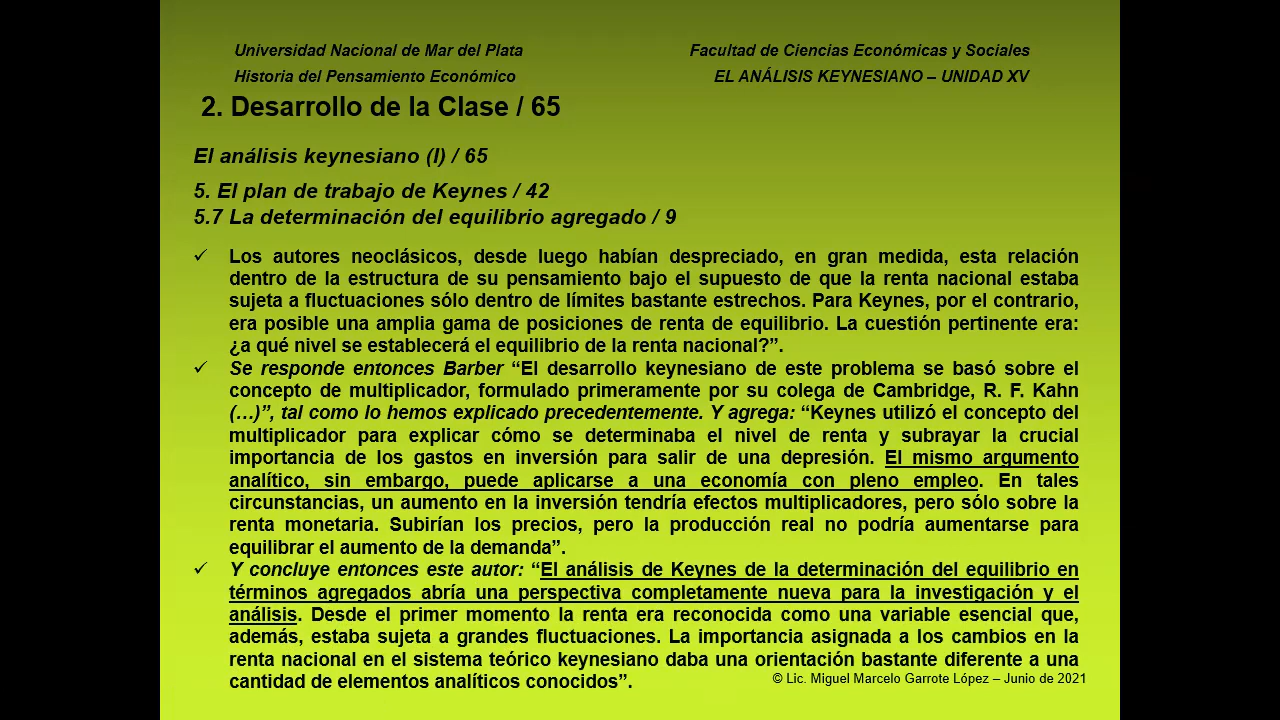 Universidad Nacional de Mar del Plata
Facultad de Ciencias Económicas y Sociales
Historia del Pensamiento Económico
EL ANÁLISIS KEYNESIANO – UNIDAD XV
2. Desarrollo de la Clase / 65
El análisis keynesiano (I) / 65
5. El plan de trabajo de Keynes / 42
5.7 La determinación del equilibrio agregado / 9
✓ Los autores neoclásicos, desde luego habían despreciado, en gran medida, esta relación
dentro de la estructura de su pensamiento bajo el supuesto de que la renta nacional estaba
sujeta a fluctuaciones sólo dentro de límites bastante estrechos. Para Keynes, por el contrario,
era posible una amplia gama de posiciones de renta de equilibrio. La cuestión pertinente era:
¿a qué nivel se establecerá el equilibrio de la renta nacional?”.
✓ Se responde entonces Barber “El desarrollo keynesiano de este problema se basó sobre el
concepto de multiplicador, formulado primeramente por su colega de Cambridge, R. F. Kahn
(…)”, tal como lo hemos explicado precedentemente. Y agrega: “Keynes utilizó el concepto del
multiplicador para explicar cómo se determinaba el nivel de renta y subrayar la crucial
importancia de los gastos en inversión para salir de una depresión. El mismo argumento
analítico, sin embargo, puede aplicarse a una economía con pleno empleo. En tales
circunstancias, un aumento en la inversión tendría efectos multiplicadores, pero sólo sobre la
renta monetaria. Subirían los precios, pero la producción real no podría aumentarse para
equilibrar el aumento de la demanda”.
✓ Y concluye entonces este autor: “El análisis de Keynes de la determinación del equilibrio en
términos agregados abría una perspectiva completamente nueva para la investigación y el
análisis. Desde el primer momento la renta era reconocida como una variable esencial que,
además, estaba sujeta a grandes fluctuaciones. La importancia asignada a los cambios en la
renta nacional en el sistema teórico keynesiano daba una orientación bastante diferente a una
cantidad de elementos analíticos conocidos”.
© Lic. Miguel Marcelo Garrote López – Junio de 2021